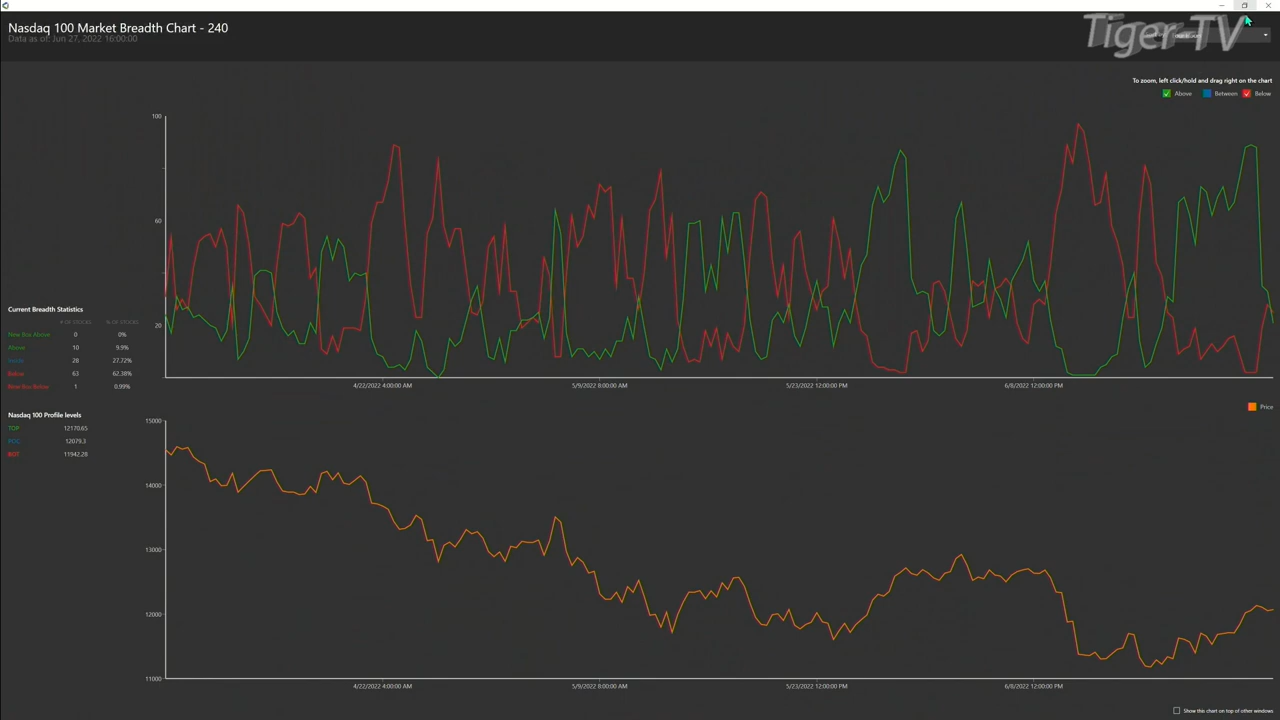 Nasdaq 100 Market Breadth Chart - 240
Data as of: Jun 27, 2022 16:00:00
Tiger-TV
To zoom, left click/hold and drag right on the chart
Above Between Below
100
60
20
4/22/2022 4:00:00 AM 5/9/2022 8:00:00 AM 5/23/2022 12:00:00 PM 6/8/2022 12:00:00 PM
Current Breadth Statistics
# OF STOCKS % OF STOCKS
New Box Above 0 0%
Above 10 9.9%
Inside 28 27.72%
Below 63 62.38%
New Box Below 1 0.99%
Nasdaq 100 Profile levels
TOP 12170.65
POC 12079.3
BOT 11942.28
Price
15000
14000
13000
12000
11000
4/22/2022 4:00:00 AM 5/9/2022 8:00:00 AM 5/23/2022 12:00:00 PM 6/8/2022 12:00:00 PM
Show this chart on top of other windows